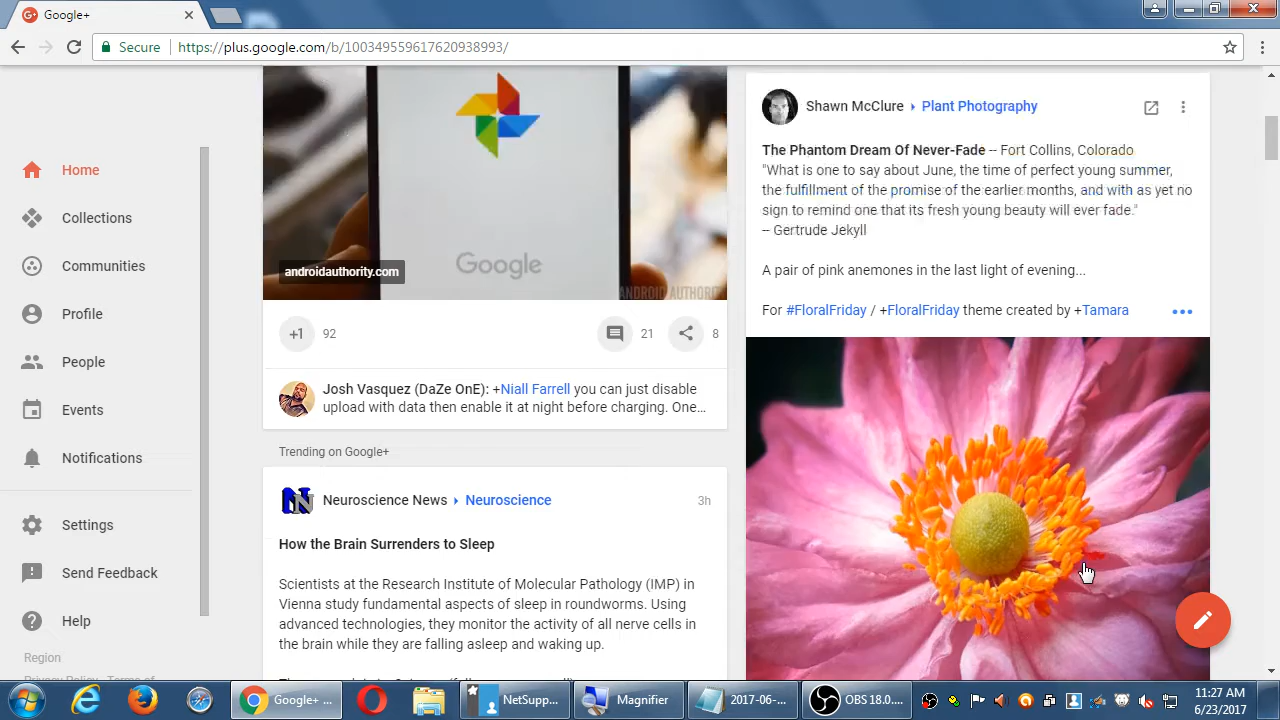 Google+
Secure
https://plus.google.com/b/100349559617620938993/
Home
Collections
Communities
Profile
People
Events
Notifications
Settings
Send Feedback
Help
Region
Privacy Policy · Terms of
Google
androidauthority.com
ANDROID AUTHORITY
+1
92
21
8
Josh Vasquez (DaZe OnE): +Niall Farrell you can just disable
upload with data then enable it at night before charging. One...
Trending on Google+
Neuroscience News
Neuroscience
3h
How the Brain Surrenders to Sleep
Scientists at the Research Institute of Molecular Pathology (IMP) in
Vienna study fundamental aspects of sleep in roundworms. Using
advanced technologies, they monitor the activity of all nerve cells in
the brain while they are falling asleep and waking up.
Shawn McClure
Plant Photography
The Phantom Dream Of Never-Fade -- Fort Collins, Colorado
"What is one to say about June, the time of perfect young summer,
the fulfillment of the promise of the earlier months, and with as yet no
sign to remind one that its fresh young beauty will ever fade."
-- Gertrude Jekyll
A pair of pink anemones in the last light of evening...
For #FloralFriday / +FloralFriday theme created by +Tamara
Google+ ...
NetSupp...
Magnifier
2017-06-...
OBS 18.0....
11:27 AM
6/23/2017